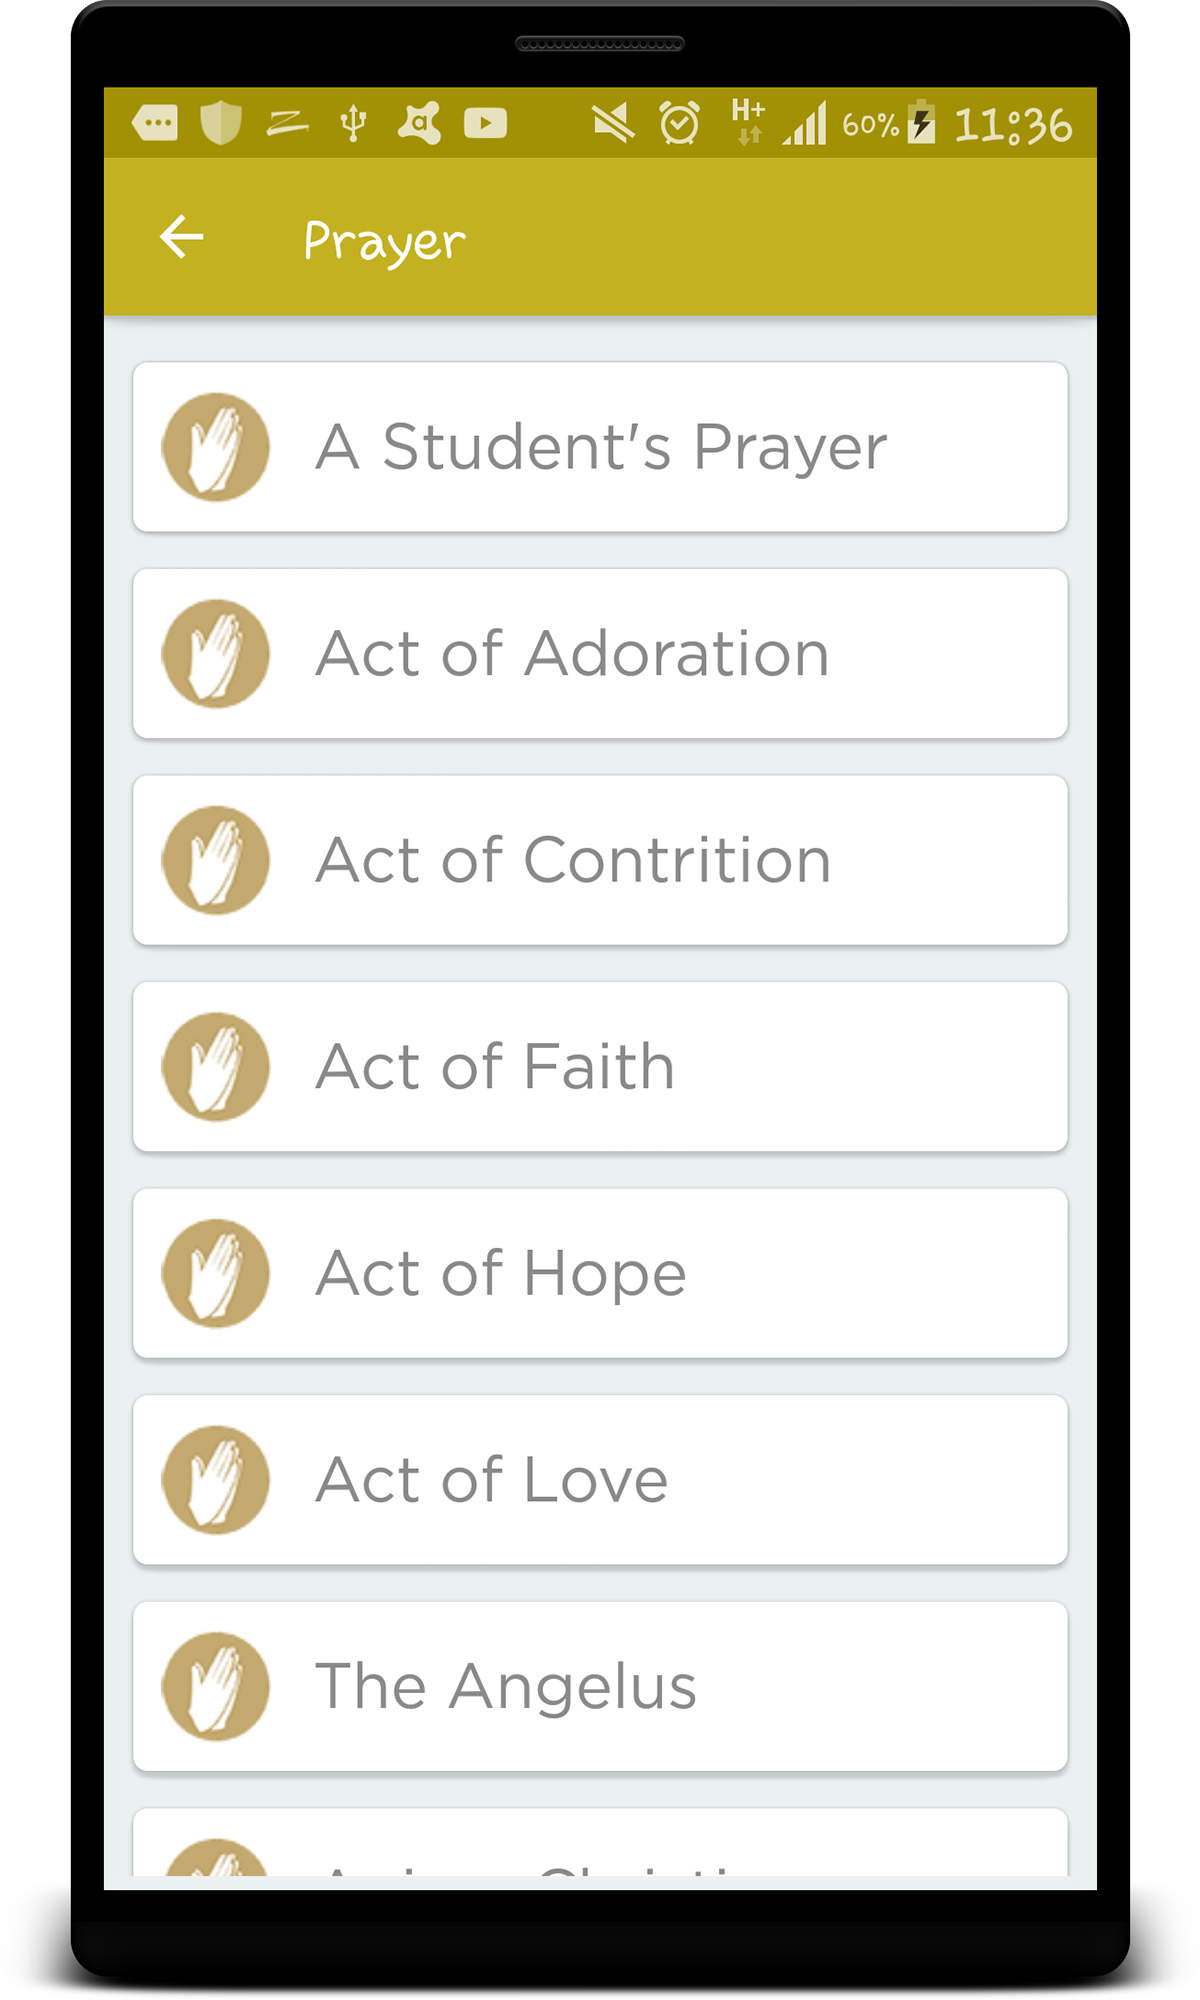 H+ 60% 11:36
Prayer
A Student's Prayer
Act of Adoration
Act of Contrition
Act of Faith
Act of Hope
Act of Love
The Angelus